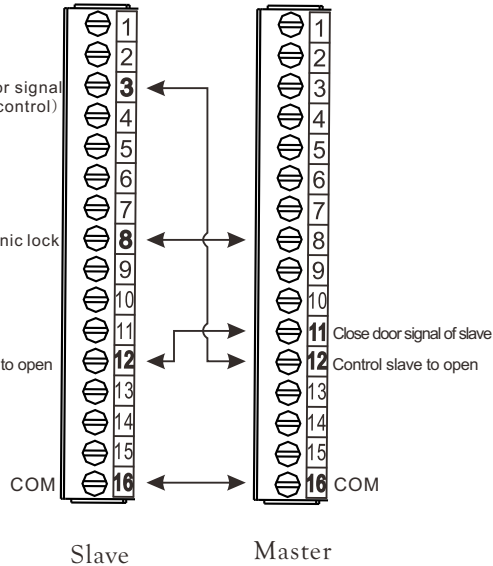 1 1
2 2
or signal 3 3
control)
4 4
5 5
6 6
7 7
nic lock 8 8
9 9
10 10
11 11 Close door signal of slave
to open 12 12 Control slave to open
13 13
14 14
15 15
COM 16 16 COM
Slave Master